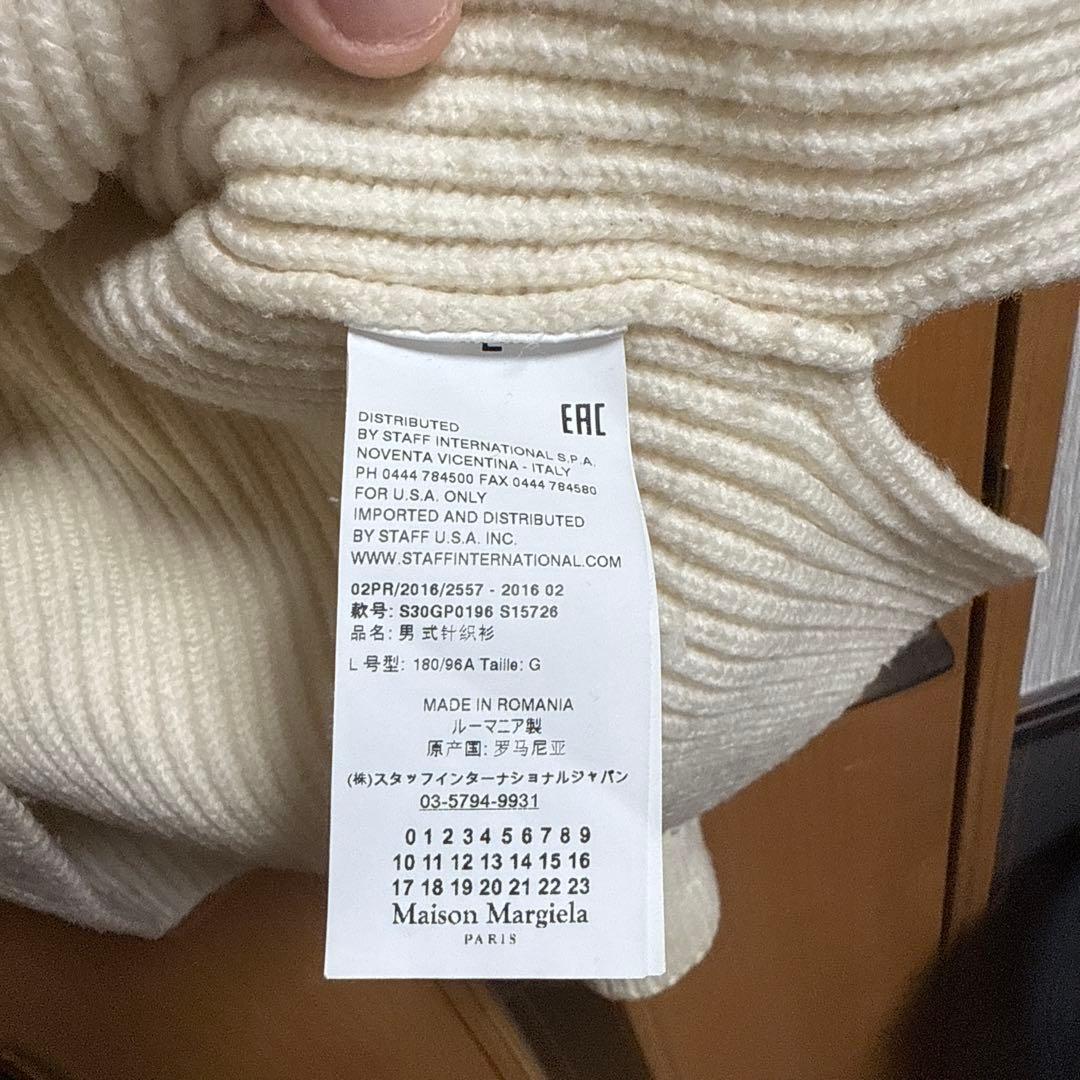 L
EAC
DISTRIBUTED
BY STAFF INTERNATIONAL S.P.A.
NOVENTA VICENTINA - ITALY
PH 0444 784500 FAX 0444 784580
FOR U.S.A. ONLY
IMPORTED AND DISTRIBUTED
BY STAFF U.S.A. INC.
WWW.STAFFINTERNATIONAL.COM
02PR/2016/2557 - 2016 02
款号: S30GP0196 S15726
品名: 男 式针织衫
L 号型: 180/96A Taille: G
MADE IN ROMANIA
ルーマニア製
原产国: 罗马尼亚
(株)スタッフインターナショナルジャパン
03-5794-9931
0 1 2 3 4 5 6 7 8 9
10 11 12 13 14 15 16
17 18 19 20 21 22 23
Maison Margiela
PARIS